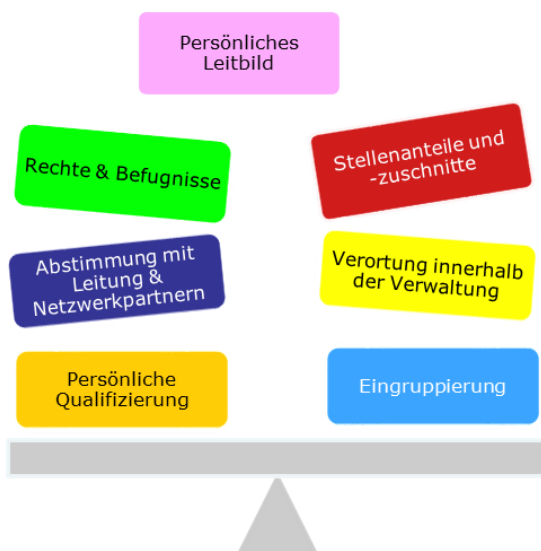 Persönliches
Leitbild
Rechte & Befugnisse
Stellenanteile und
-zuschnitte
Abstimmung mit
Leitung &
Netzwerkpartnern
Verortung innerhalb
der Verwaltung
Persönliche
Qualifizierung
Eingruppierung